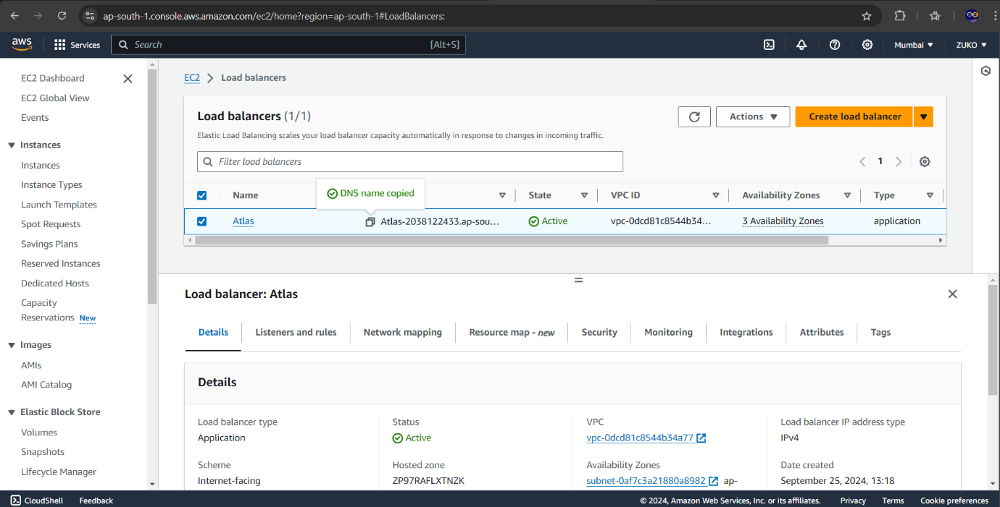 ap-south-1.console.aws.amazon.com/ec2/home?region=ap-south-1#LoadBalancers:
aws Services Search [Alt+S] Mumbai ▼ ZUKO ▼
EC2 Dashboard
EC2 Global View
Events
Instances
Instances
Instance Types
Launch Templates
Spot Requests
Savings Plans
Reserved Instances
Dedicated Hosts
Capacity
Reservations New
Images
AMIs
AMI Catalog
Elastic Block Store
Volumes
Snapshots
Lifecycle Manager
EC2 > Load balancers
Load balancers (1/1)
Actions ▼ Create load balancer ▼
Elastic Load Balancing scales your load balancer capacity automatically in response to changes in incoming traffic.
Filter load balancers
1
DNS name copied
Name State VPC ID Availability Zones Type
Atlas Atlas-2038122433.ap-sou... Active vpc-0dcd81c8544b34... 3 Availability Zones application
Load balancer: Atlas
Details Listeners and rules Network mapping Resource map - new Security Monitoring Integrations Attributes Tags
Details
Load balancer type Status VPC Load balancer IP address type
Application Active vpc-0dcd81c8544b34a77 IPv4
Scheme Hosted zone Availability Zones Date created
Internet-facing ZP97RAFLXTNZK subnet-0af7c3a21880a8982 ap- September 25, 2024, 13:18
CloudShell Feedback © 2024, Amazon Web Services, Inc. or its affiliates. Privacy Terms Cookie preferences